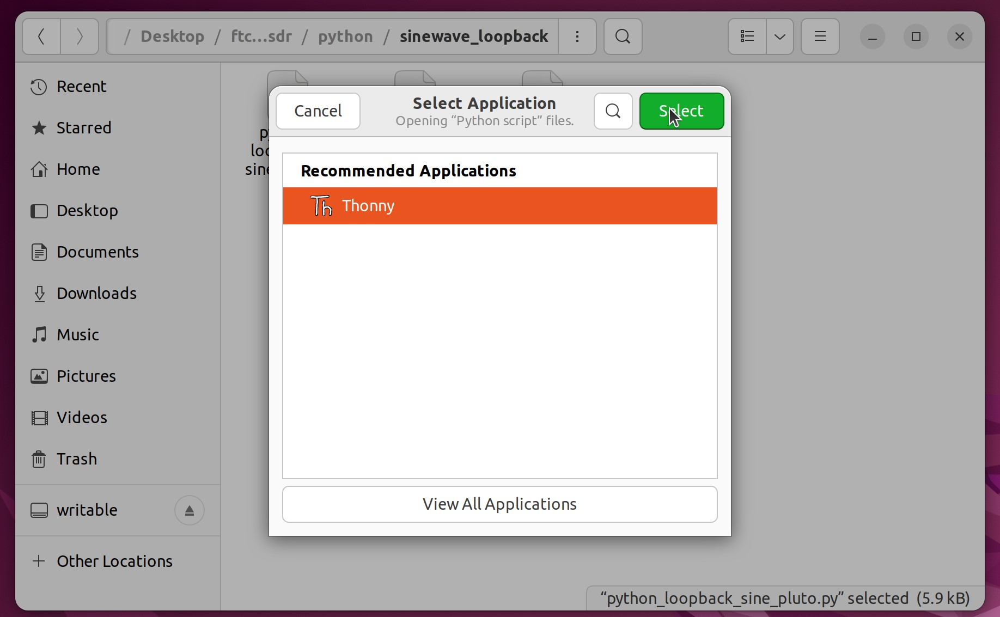 / Desktop / ftc...sdr / python / sinewave_loopback
Recent
Starred
Home
Desktop
Documents
Downloads
Music
Pictures
Videos
Trash
writable
Other Locations
Cancel
Select Application
Opening “Python script” files.
Select
Recommended Applications
Th Thonny
View All Applications
“python_loopback_sine_pluto.py” selected (5.9 kB)